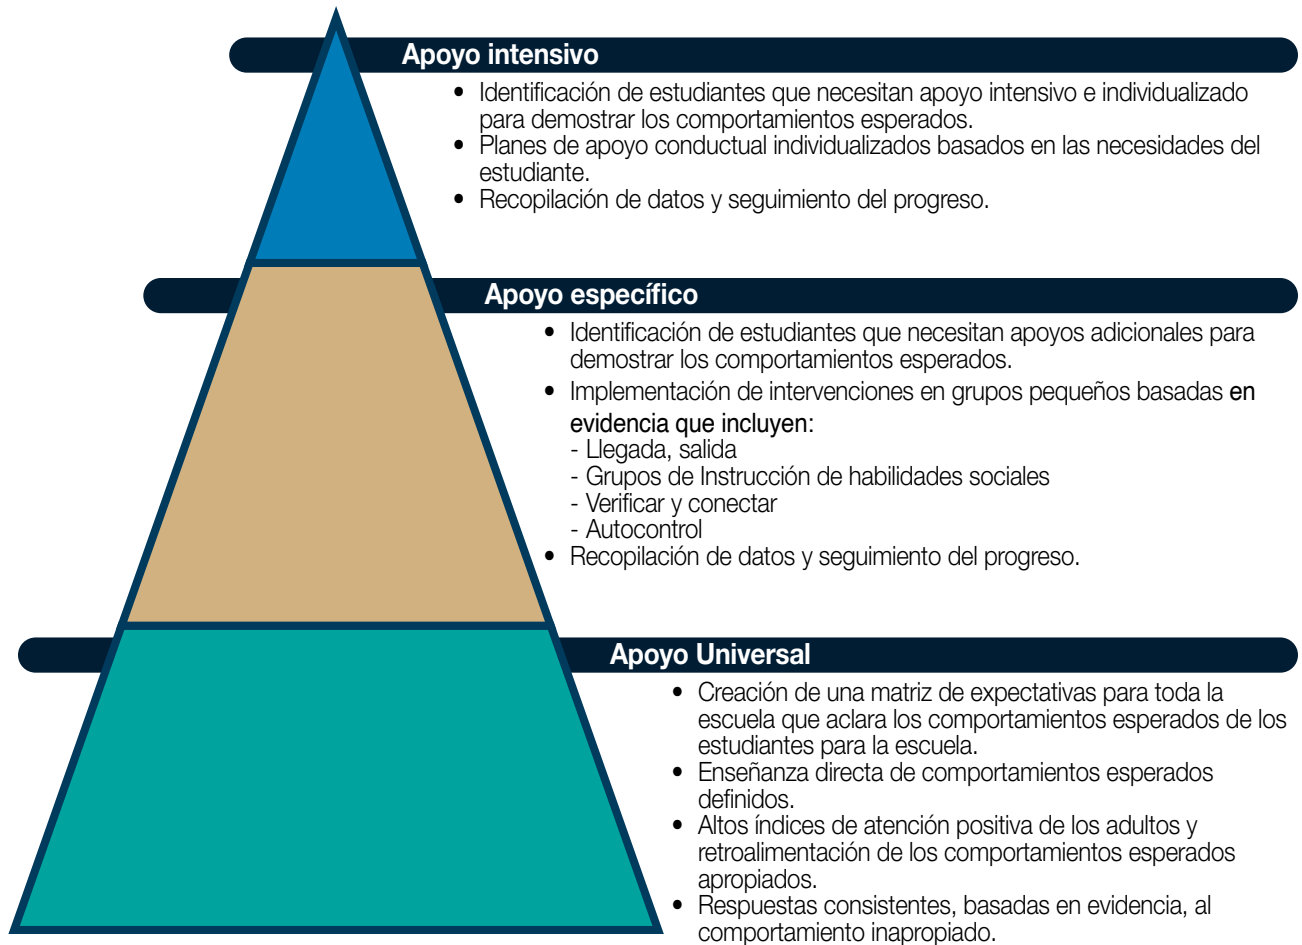 Apoyo intensivo
• Identificación de estudiantes que necesitan apoyo intensivo e individualizado
para demostrar los comportamientos esperados.
• Planes de apoyo conductual individualizados basados en las necesidades del
estudiante.
• Recopilación de datos y seguimiento del progreso.
Apoyo específico
• Identificación de estudiantes que necesitan apoyos adicionales para
demostrar los comportamientos esperados.
• Implementación de intervenciones en grupos pequeños basadas en
evidencia que incluyen:
- Llegada, salida
- Grupos de Instrucción de habilidades sociales
- Verificar y conectar
- Autocontrol
• Recopilación de datos y seguimiento del progreso.
Apoyo Universal
• Creación de una matriz de expectativas para toda la
escuela que aclara los comportamientos esperados de los
estudiantes para la escuela.
• Enseñanza directa de comportamientos esperados
definidos.
• Altos índices de atención positiva de los adultos y
retroalimentación de los comportamientos esperados
apropiados.
• Respuestas consistentes, basadas en evidencia, al
comportamiento inapropiado.